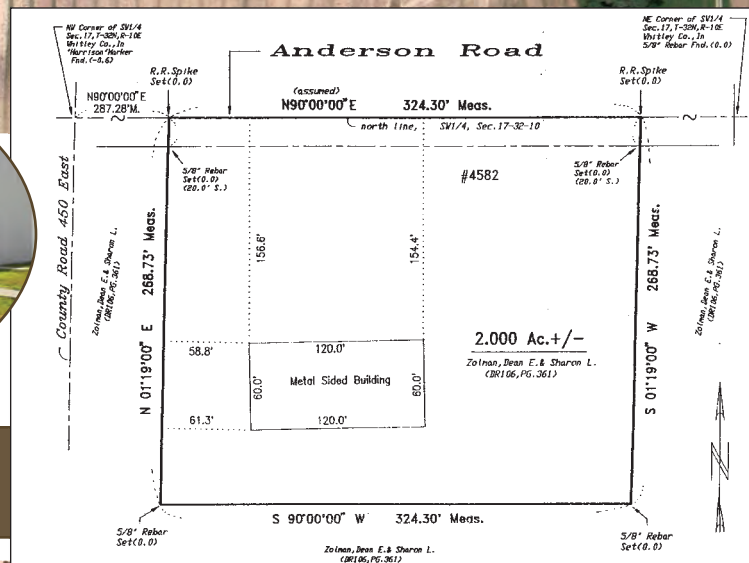 NW Corner of SW1/4
Sec.17,T-32N,R-10E
Whitley Co.,In
"Harrison"Marker
Fnd.(-0.6)
NE Corner of SW1/4
Sec.17,T-32N,R-10E
Whitley Co.,In
5/8" Rebar Fnd.(0.0)
Anderson Road
R.R.Spike
Set(0.0)
R.R.Spike
Set(0.0)
N90°00'00"E
287.28'M.
(assumed)
N90°00'00"E 324.30' Meas.
north line, SW1/4, Sec.17-32-10
5/8" Rebar
Set(0.0)
(20.0' S.)
#4582
5/8" Rebar
Set(0.0)
(20.0' S.)
County Road 450 East
Zolman,Dean E.& Sharon L.
(DR106,PG.361)
N 01°19'00" E 268.73' Meas.
156.6'
154.4'
S 01°19'00" W 268.73' Meas.
Zolman,Dean E.& Sharon L.
(DR106,PG.361)
58.8'
120.0'
2.000 Ac.+/-
Zolman,Dean E.& Sharon L.
(DR106,PG.361)
60.0'
Metal Sided Building
60.0'
61.3'
120.0'
N
S 90°00'00" W 324.30' Meas.
5/8" Rebar
Set(0.0)
5/8" Rebar
Set(0.0)
Zolman,Dean E.& Sharon L.
(DR106,PG.361)